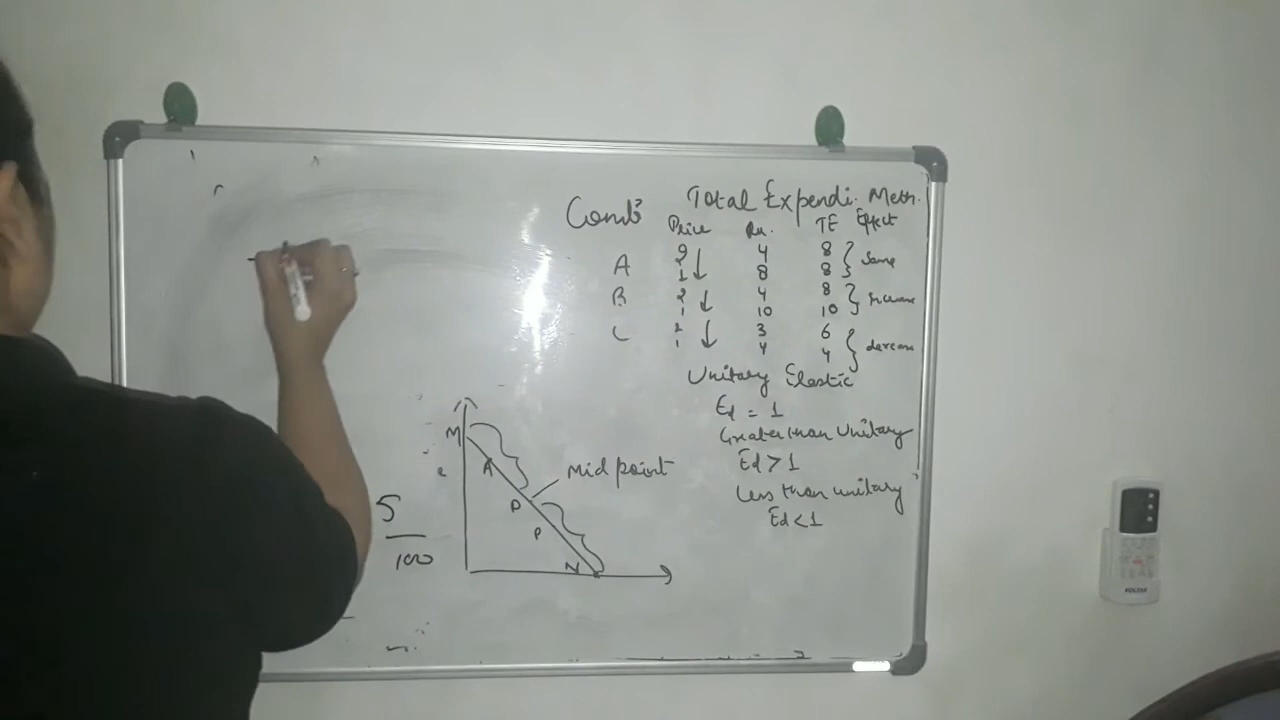 Total Expendi. Meth.
Comb
Price Qu. TE Effect
A 2 4 8 Same
1 8 8
B 2 4 8 increase
1 10 10
C 2 3 6 decrease
1 4 4
Unitary Elastic
Ed = 1
Greater than Unitary
Ed > 1
Less than unitary
Ed < 1
M
A
Mid point
P
P
N
5
100
VOLTAS